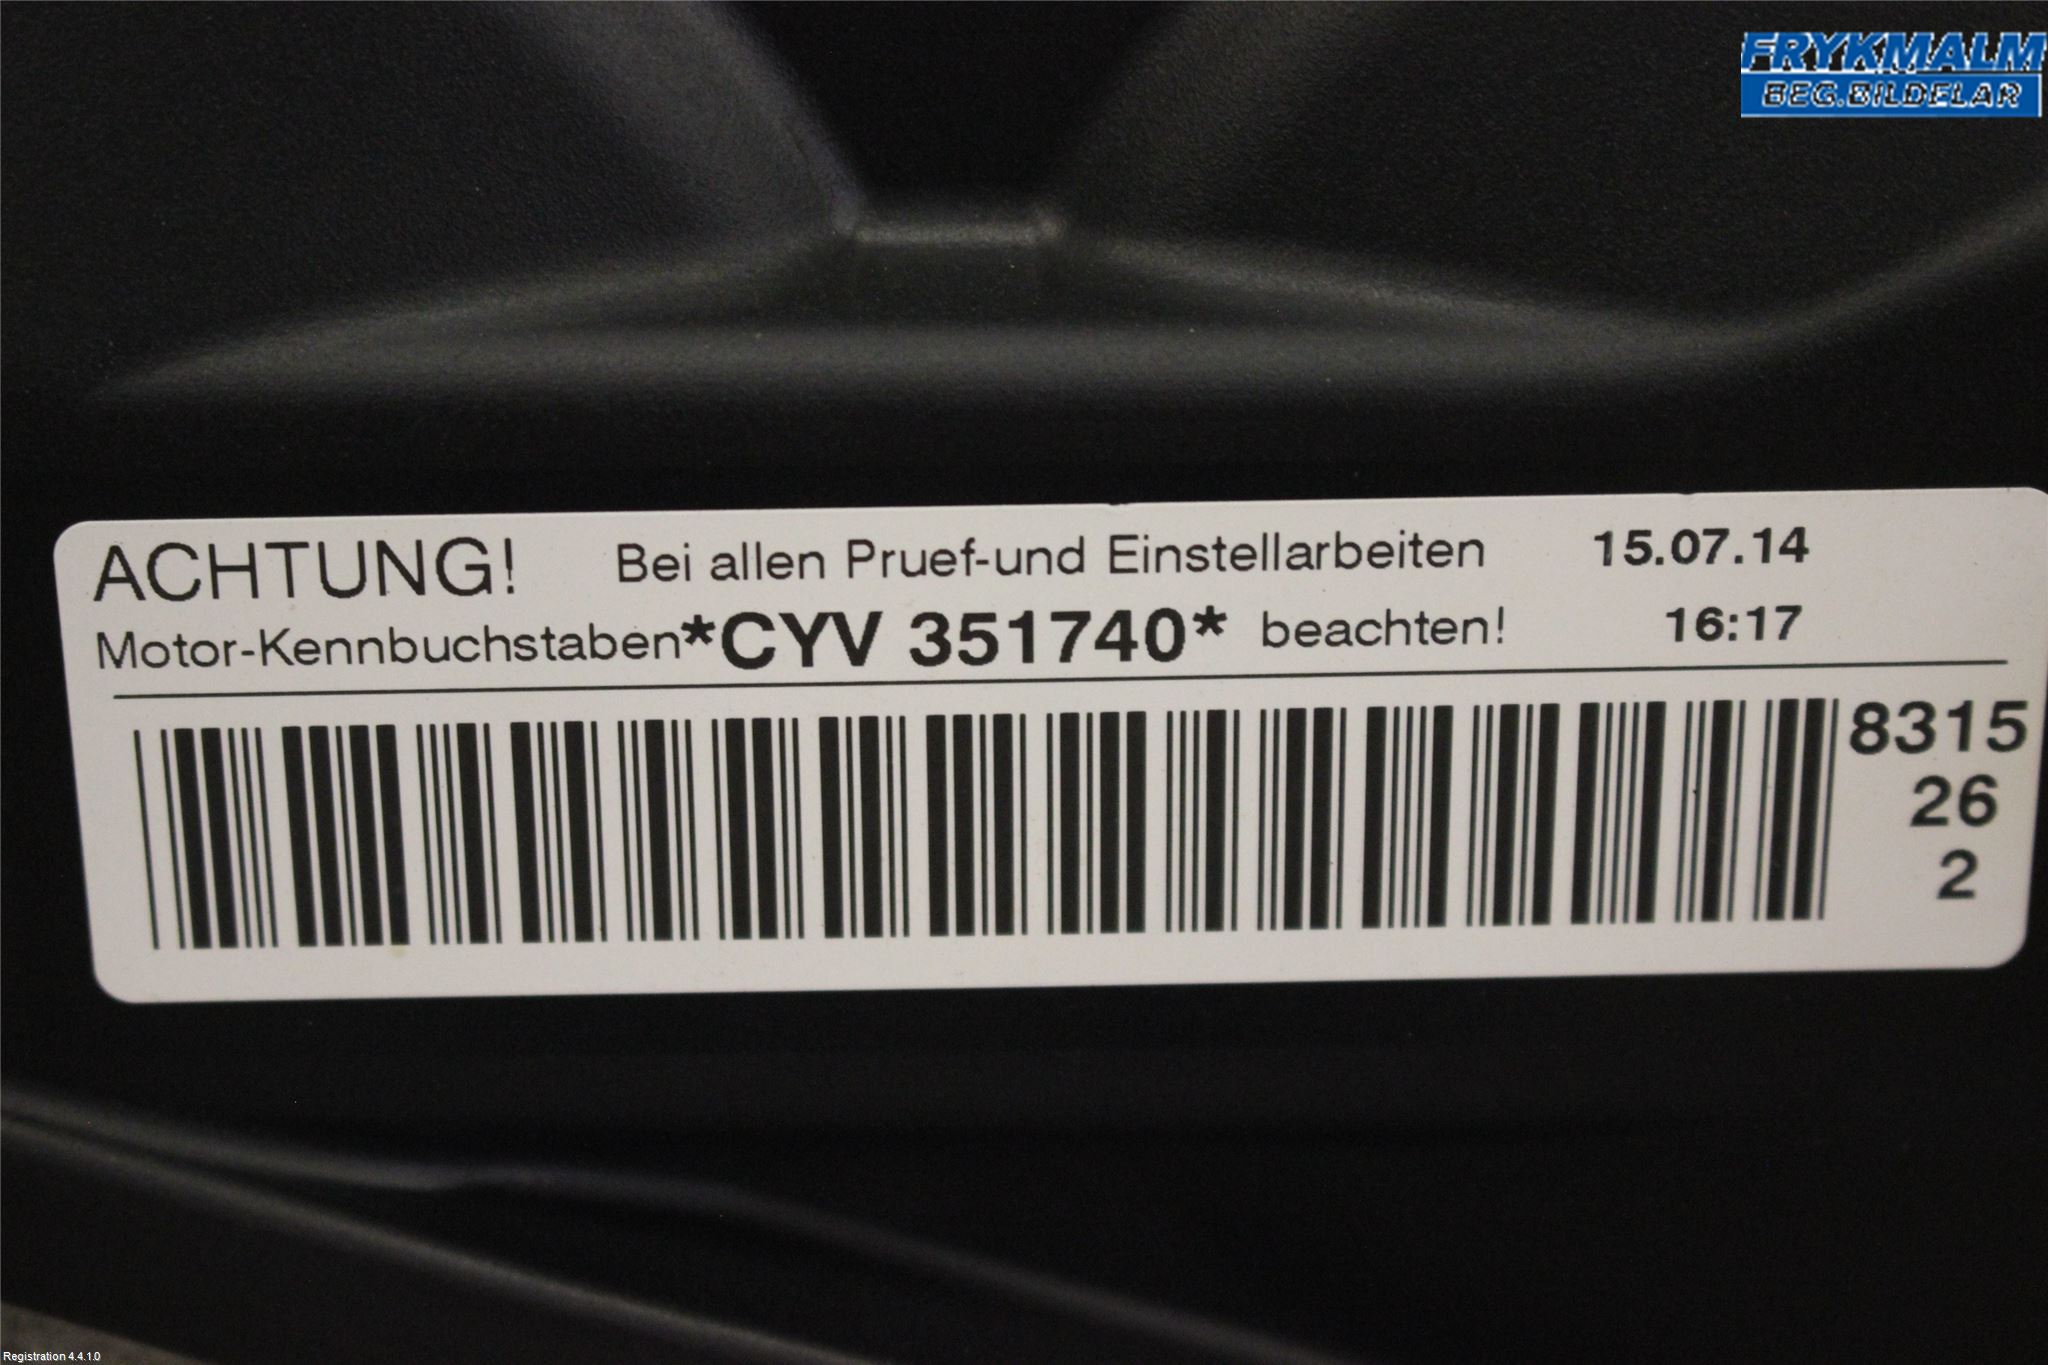 FRYKMALM
BEG.BILDELAR
ACHTUNG! Bei allen Pruef-und Einstellarbeiten 15.07.14
Motor-Kennbuchstaben*CYV 351740* beachten! 16:17
8315
26
2
Registration 4.4.1.0